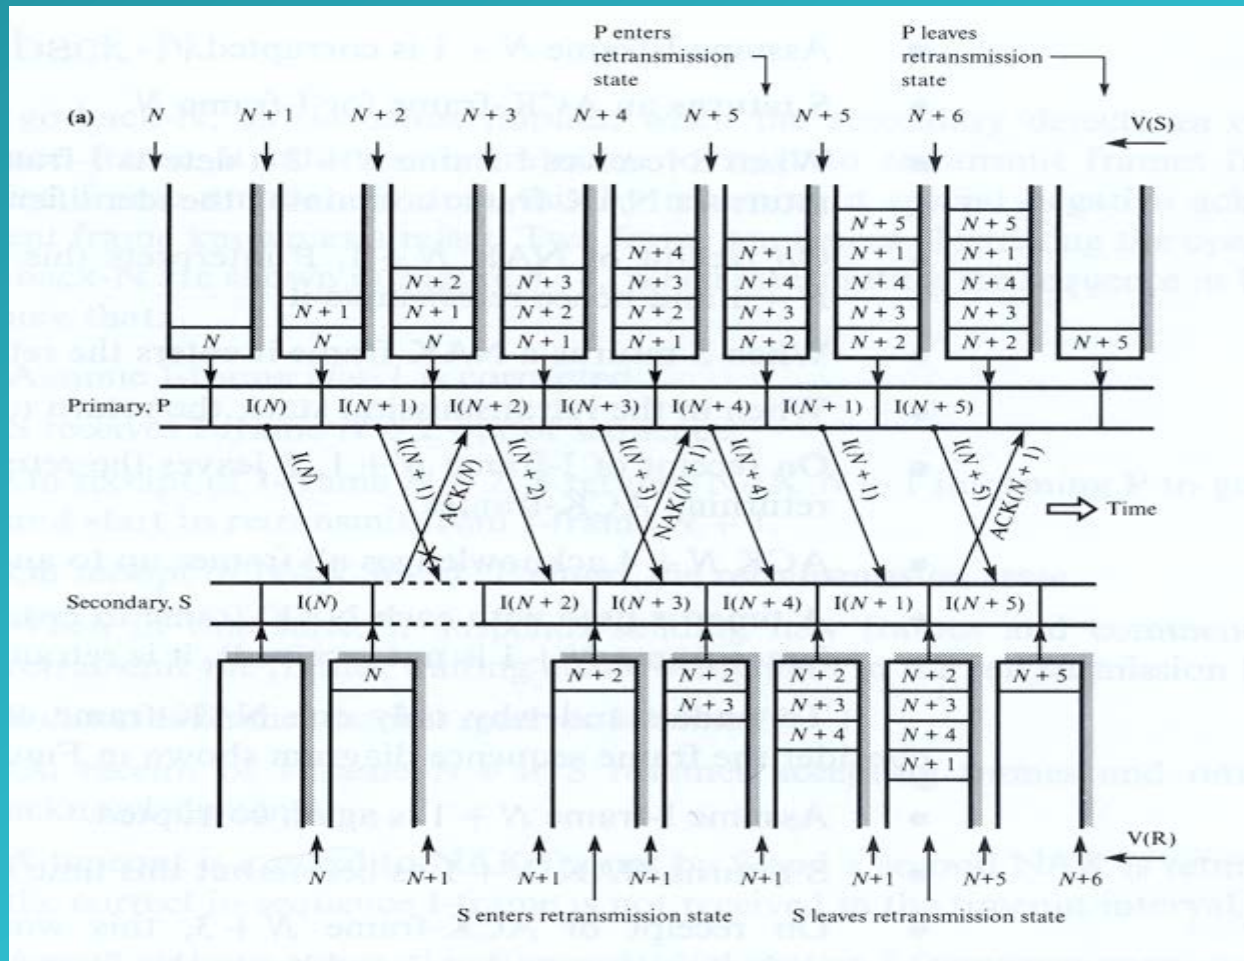 P enters
retransmission
state
P leaves
retransmission
state
(a) N N + 1 N + 2 N + 3 N + 4 N + 5 N + 5 N + 6
V(S)
N + 5 N + 5
N + 4 N + 1 N + 1 N + 1
N + 2 N + 3 N + 3 N + 4 N + 4 N + 4
N + 1 N + 1 N + 2 N + 2 N + 3 N + 3 N + 3
N N N N N + 1 N + 2 N + 2 N + 2 N + 5
Primary, P I(N) I(N + 1) I(N + 2) I(N + 3) I(N + 4) I(N + 1) I(N + 5)
I(N) I(N + 1) ACK(N) I(N + 2) I(N + 3) NAK(N + 1) I(N + 4) I(N + 1) I(N + 5) ACK(N + 1)
Time
Secondary, S I(N) I(N + 2) I(N + 3) I(N + 4) I(N + 1) I(N + 5)
N N + 2 N + 2 N + 2 N + 2 N + 5
N + 3 N + 3 N + 3
N + 4 N + 4
N + 1
V(R)
N N+1 N+1 N+1 N+1 N+1 N+5 N+6
S enters retransmission state S leaves retransmission state